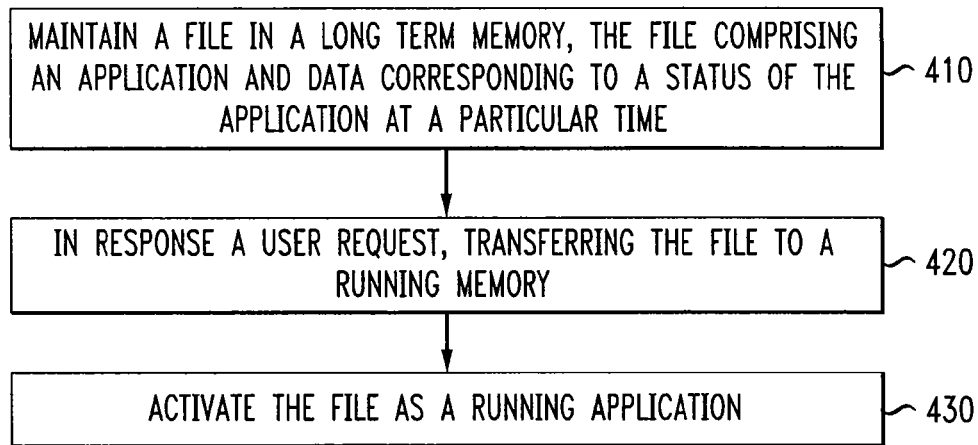 MAINTAIN A FILE IN A LONG TERM MEMORY, THE FILE COMPRISING
AN APPLICATION AND DATA CORRESPONDING TO A STATUS OF THE
APPLICATION AT A PARTICULAR TIME
410
IN RESPONSE A USER REQUEST, TRANSFERRING THE FILE TO A
RUNNING MEMORY
420
ACTIVATE THE FILE AS A RUNNING APPLICATION
430